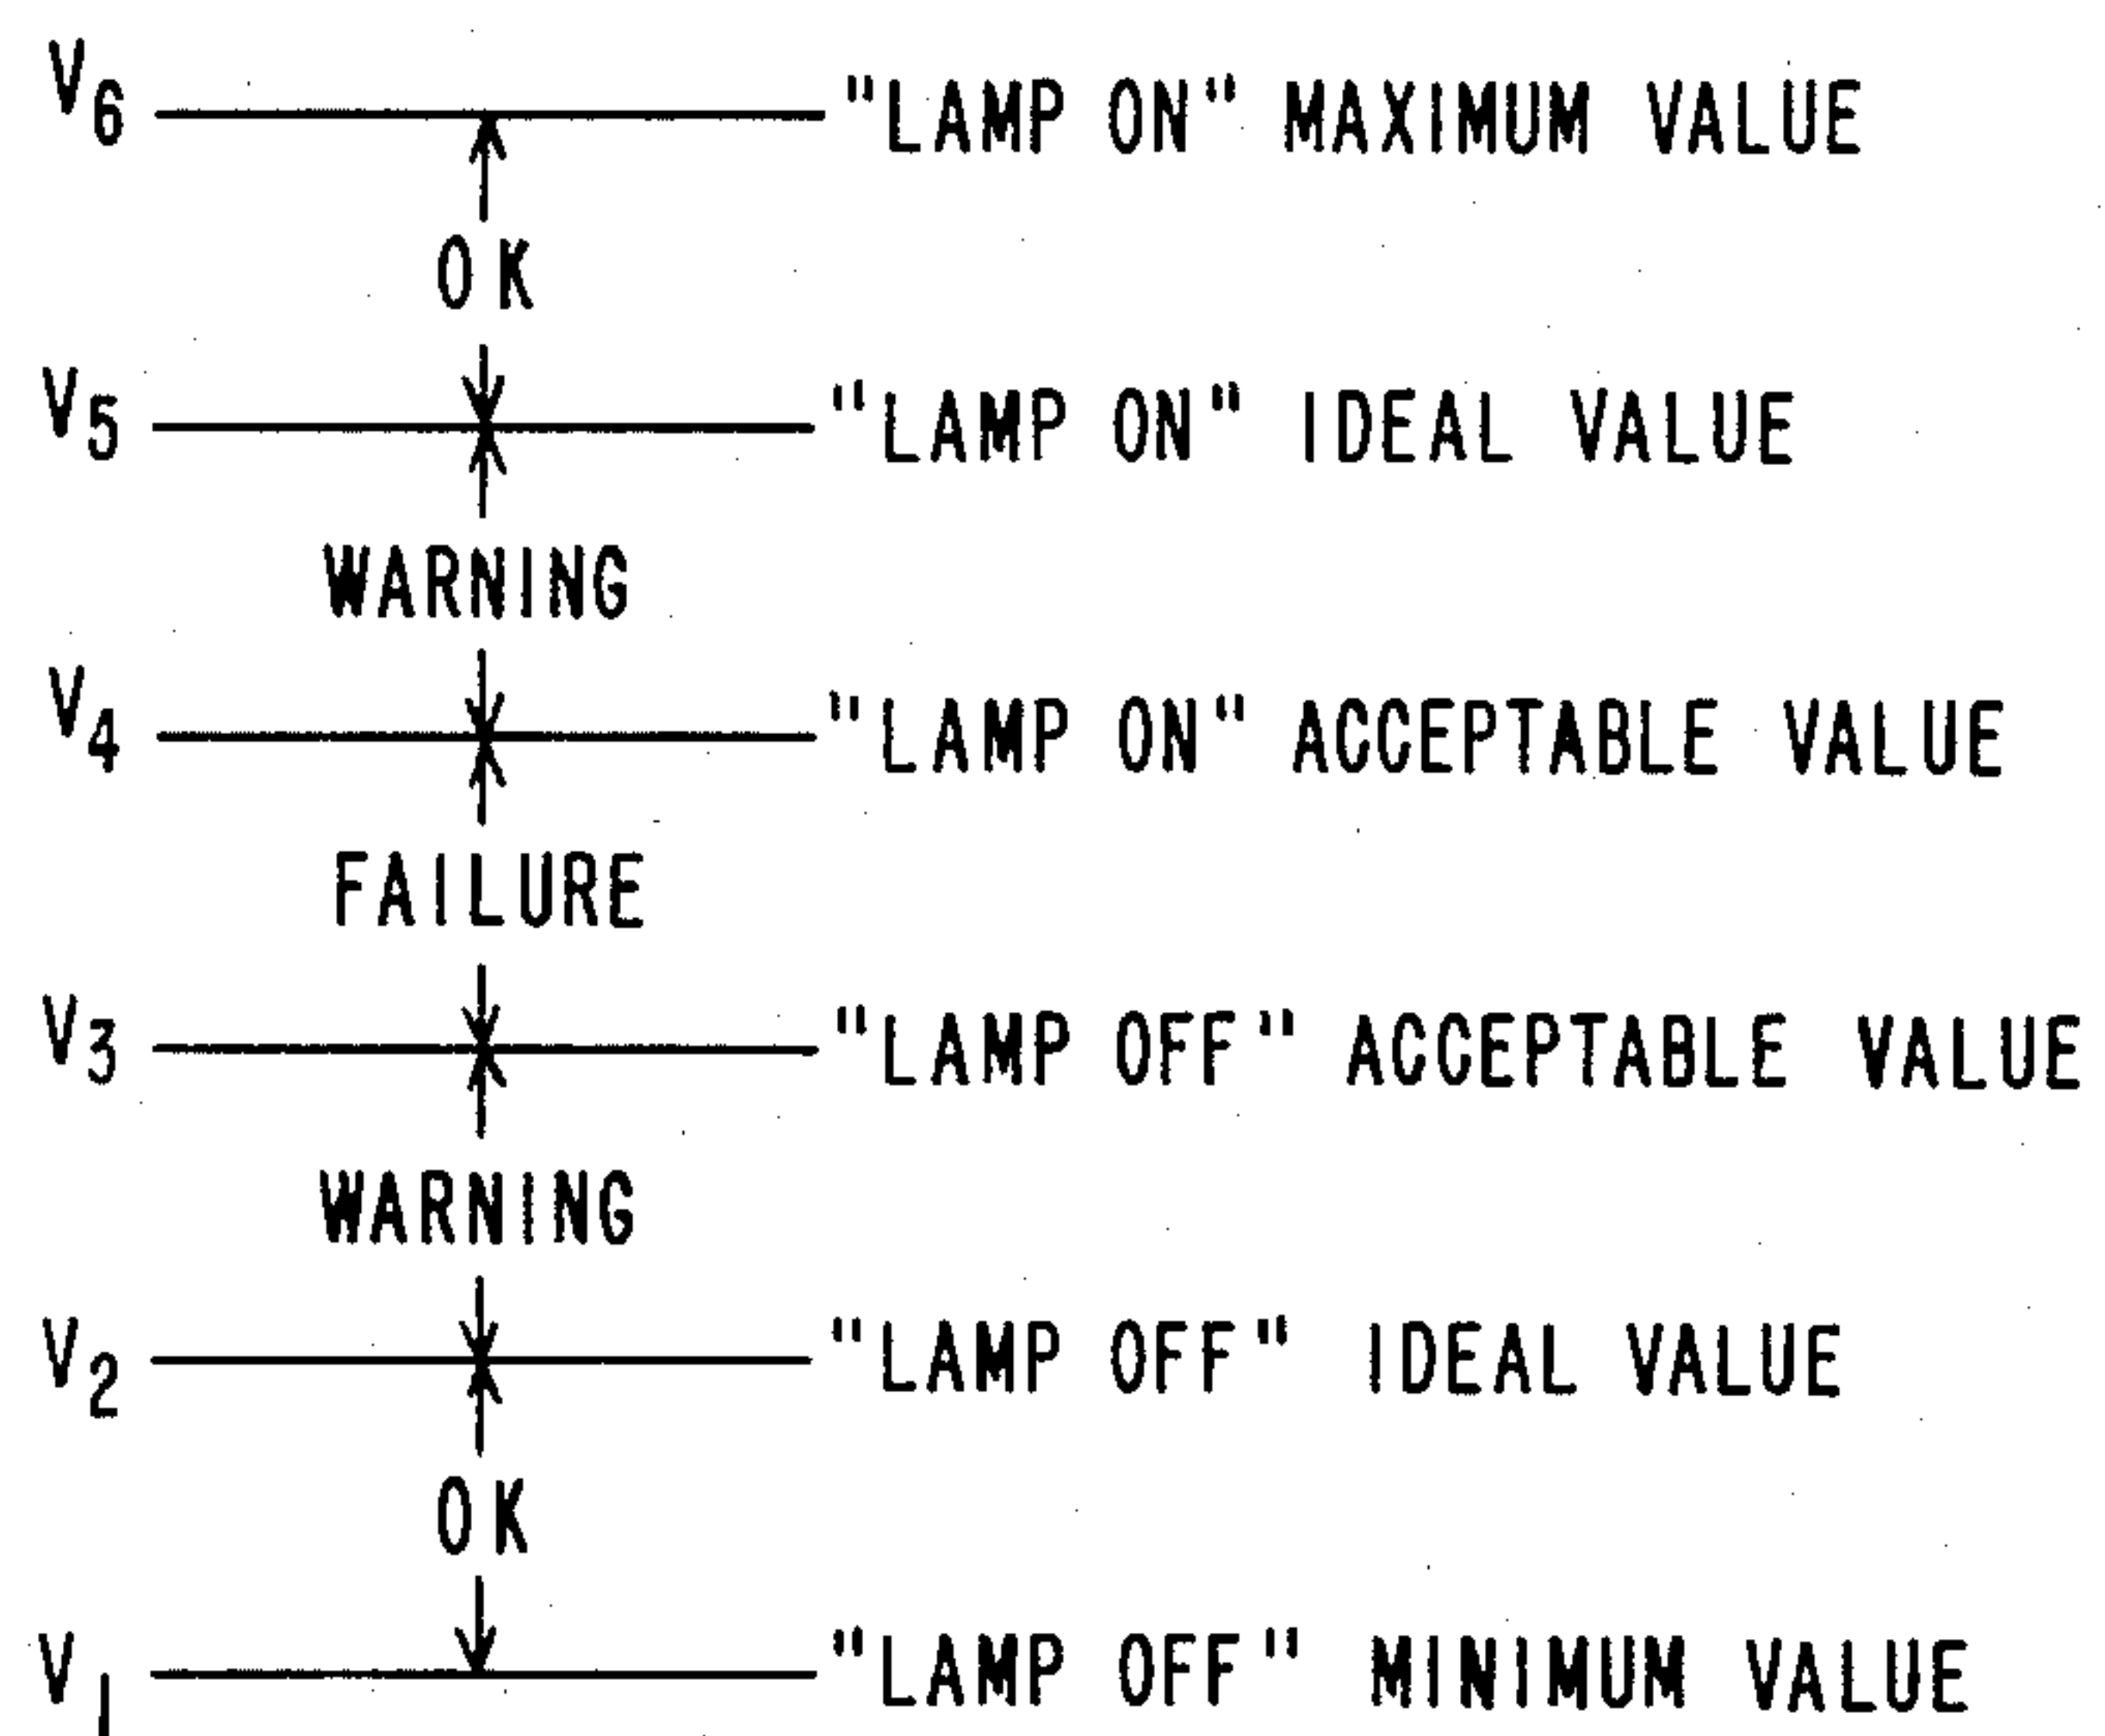 V6 "LAMP ON" MAXIMUM VALUE
OK
V5 "LAMP ON" IDEAL VALUE
WARNING
V4 "LAMP ON" ACCEPTABLE VALUE
FAILURE
V3 "LAMP OFF" ACCEPTABLE VALUE
WARNING
V2 "LAMP OFF" IDEAL VALUE
OK
V1 "LAMP OFF" MINIMUM VALUE